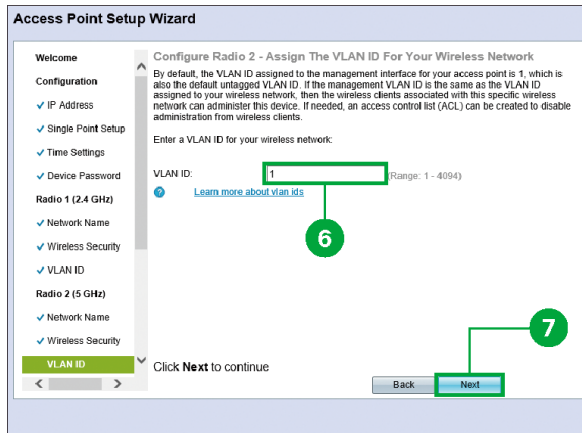 Access Point Setup Wizard
Welcome
Configuration
IP Address
Single Point Setup
Time Settings
Device Password
Radio 1 (2.4 GHz)
Network Name
Wireless Security
VLAN ID
Radio 2 (5 GHz)
Network Name
Wireless Security
VLAN ID
Configure Radio 2 - Assign The VLAN ID For Your Wireless Network
By default, the VLAN ID assigned to the management interface for your access point is 1, which is
also the default untagged VLAN ID. If the management VLAN ID is the same as the VLAN ID
assigned to your wireless network, then the wireless clients associated with this specific wireless
network can administer this device. If needed, an access control list (ACL) can be created to disable
administration from wireless clients.
Enter a VLAN ID for your wireless network:
VLAN ID: 1 (Range: 1 - 4094)
? Learn more about vlan ids
6
7
Click Next to continue
Back Next